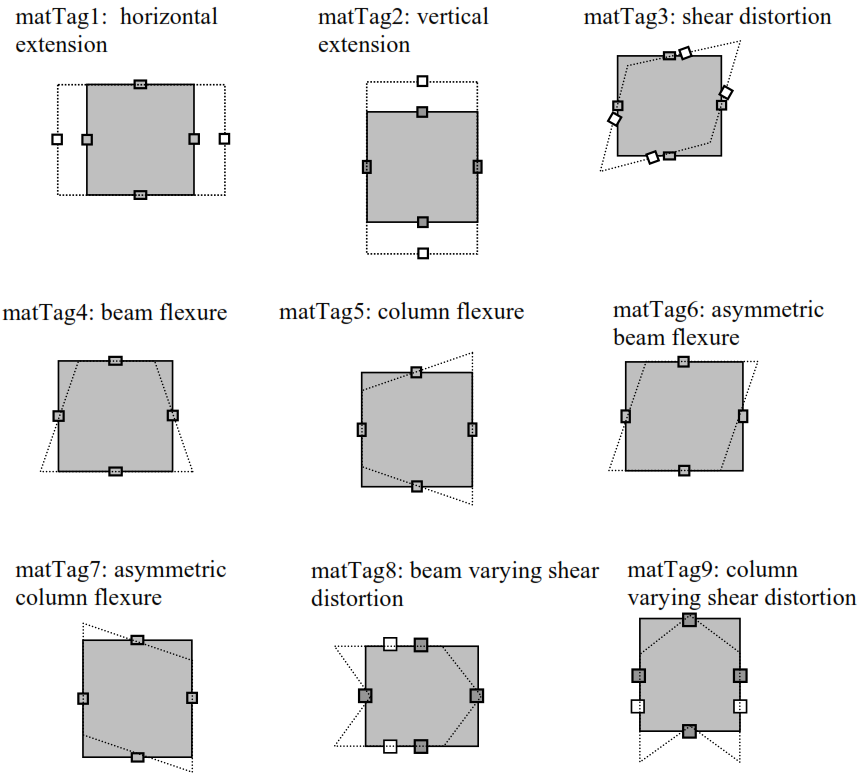 matTag1:  horizontal
extension
matTag2: vertical
extension
matTag3: shear distortion
matTag4: beam flexure
matTag5: column flexure
matTag6: asymmetric
beam flexure
matTag7: asymmetric
column flexure
matTag8: beam varying shear
distortion
matTag9: column
varying shear distortion